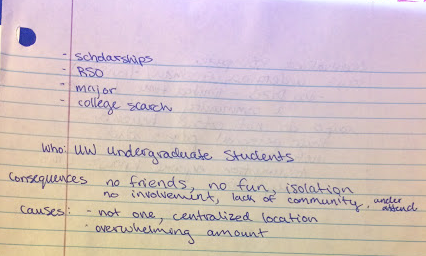 - scholarships
- RSO
- major
- college search
Who: UW undergraduate students
Consequences no friends, no fun, isolation
no involvement, lack of community, under attend
Causes: - not one, centralized location
- overwhelming amount